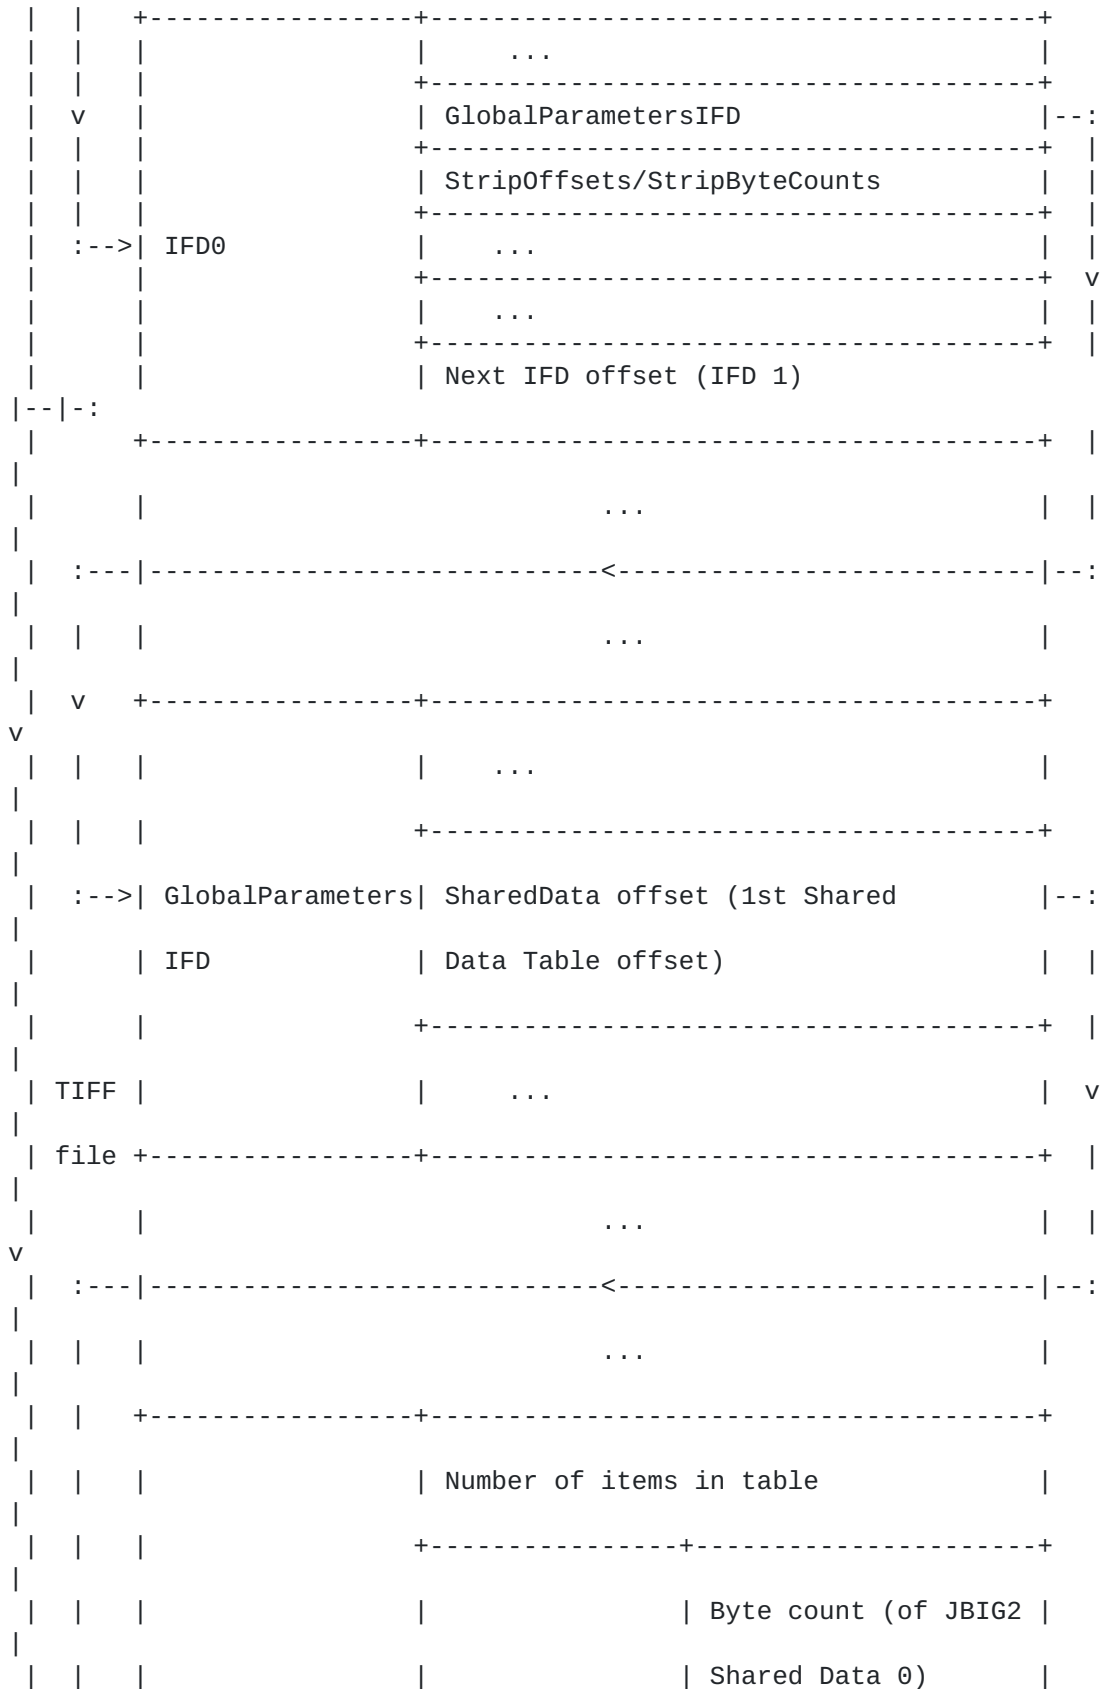 |  |   +-----------------+---------------------------------------+
 |  |   |                 |     ...                               |
 |  |   |                 +---------------------------------------+
 |  v   |                 | GlobalParametersIFD                   |--:
 |  |   |                 +---------------------------------------+  |
 |  |   |                 | StripOffsets/StripByteCounts          |  |
 |  |   |                 +---------------------------------------+  |
 |  :-->| IFD0            |    ...                                |  |
 |      |                 +---------------------------------------+  v
 |      |                 |    ...                                |  |
 |      |                 +---------------------------------------+  |
 |      |                 | Next IFD offset (IFD 1)
|--|-:
 |      +-----------------+---------------------------------------+  |
|
 |      |                             ...                         |  |
|
 |  :---|-----------------------------<---------------------------|--:
|
 |  |   |                             ...                         |
|
 |  v   +-----------------+---------------------------------------+
v
 |  |   |                 |    ...                                |
|
 |  |   |                 +---------------------------------------+
|
 |  :-->| GlobalParameters| SharedData offset (1st Shared         |--:
|
 |      | IFD             | Data Table offset)                    |  |
|
 |      |                 +---------------------------------------+  |
|
 | TIFF |                 |     ...                               |  v
|
 | file +-----------------+---------------------------------------+  |
|
 |      |                             ...                         |  |
v
 |  :---|-----------------------------<---------------------------|--:
|
 |  |   |                             ...                         |
|
 |  |   +-----------------+---------------------------------------+
|
 |  |   |                 | Number of items in table              |
|
 |  |   |                 +----------------+----------------------+
|
 |  |   |                 |                | Byte count (of JBIG2 |
|
 |  |   |                 |                | Shared Data 0)       |